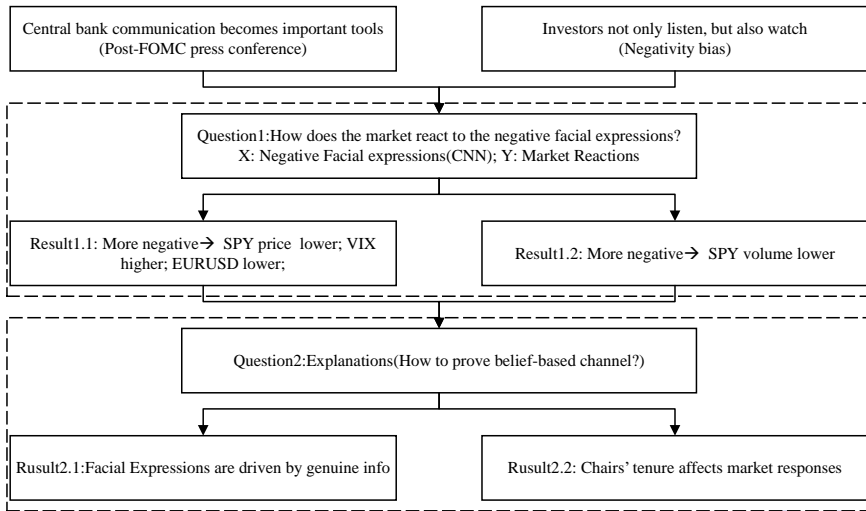 Central bank communication becomes important tools
(Post-FOMC press conference)
Investors not only listen, but also watch
(Negativity bias)
Question1:How does the market react to the negative facial expressions?
X: Negative Facial expressions(CNN); Y: Market Reactions
Result1.1: More negative→ SPY price lower; VIX
higher; EURUSD lower;
Result1.2: More negative→ SPY volume lower
Question2:Explanations(How to prove belief-based channel?)
Rusult2.1:Facial Expressions are driven by genuine info
Rusult2.2: Chairs’ tenure affects market responses